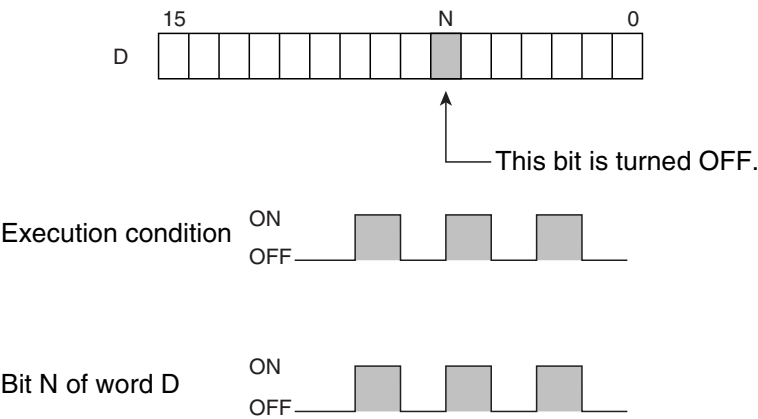 15 N 0
D
This bit is turned OFF.
ON
Execution condition
OFF
ON
Bit N of word D
OFF